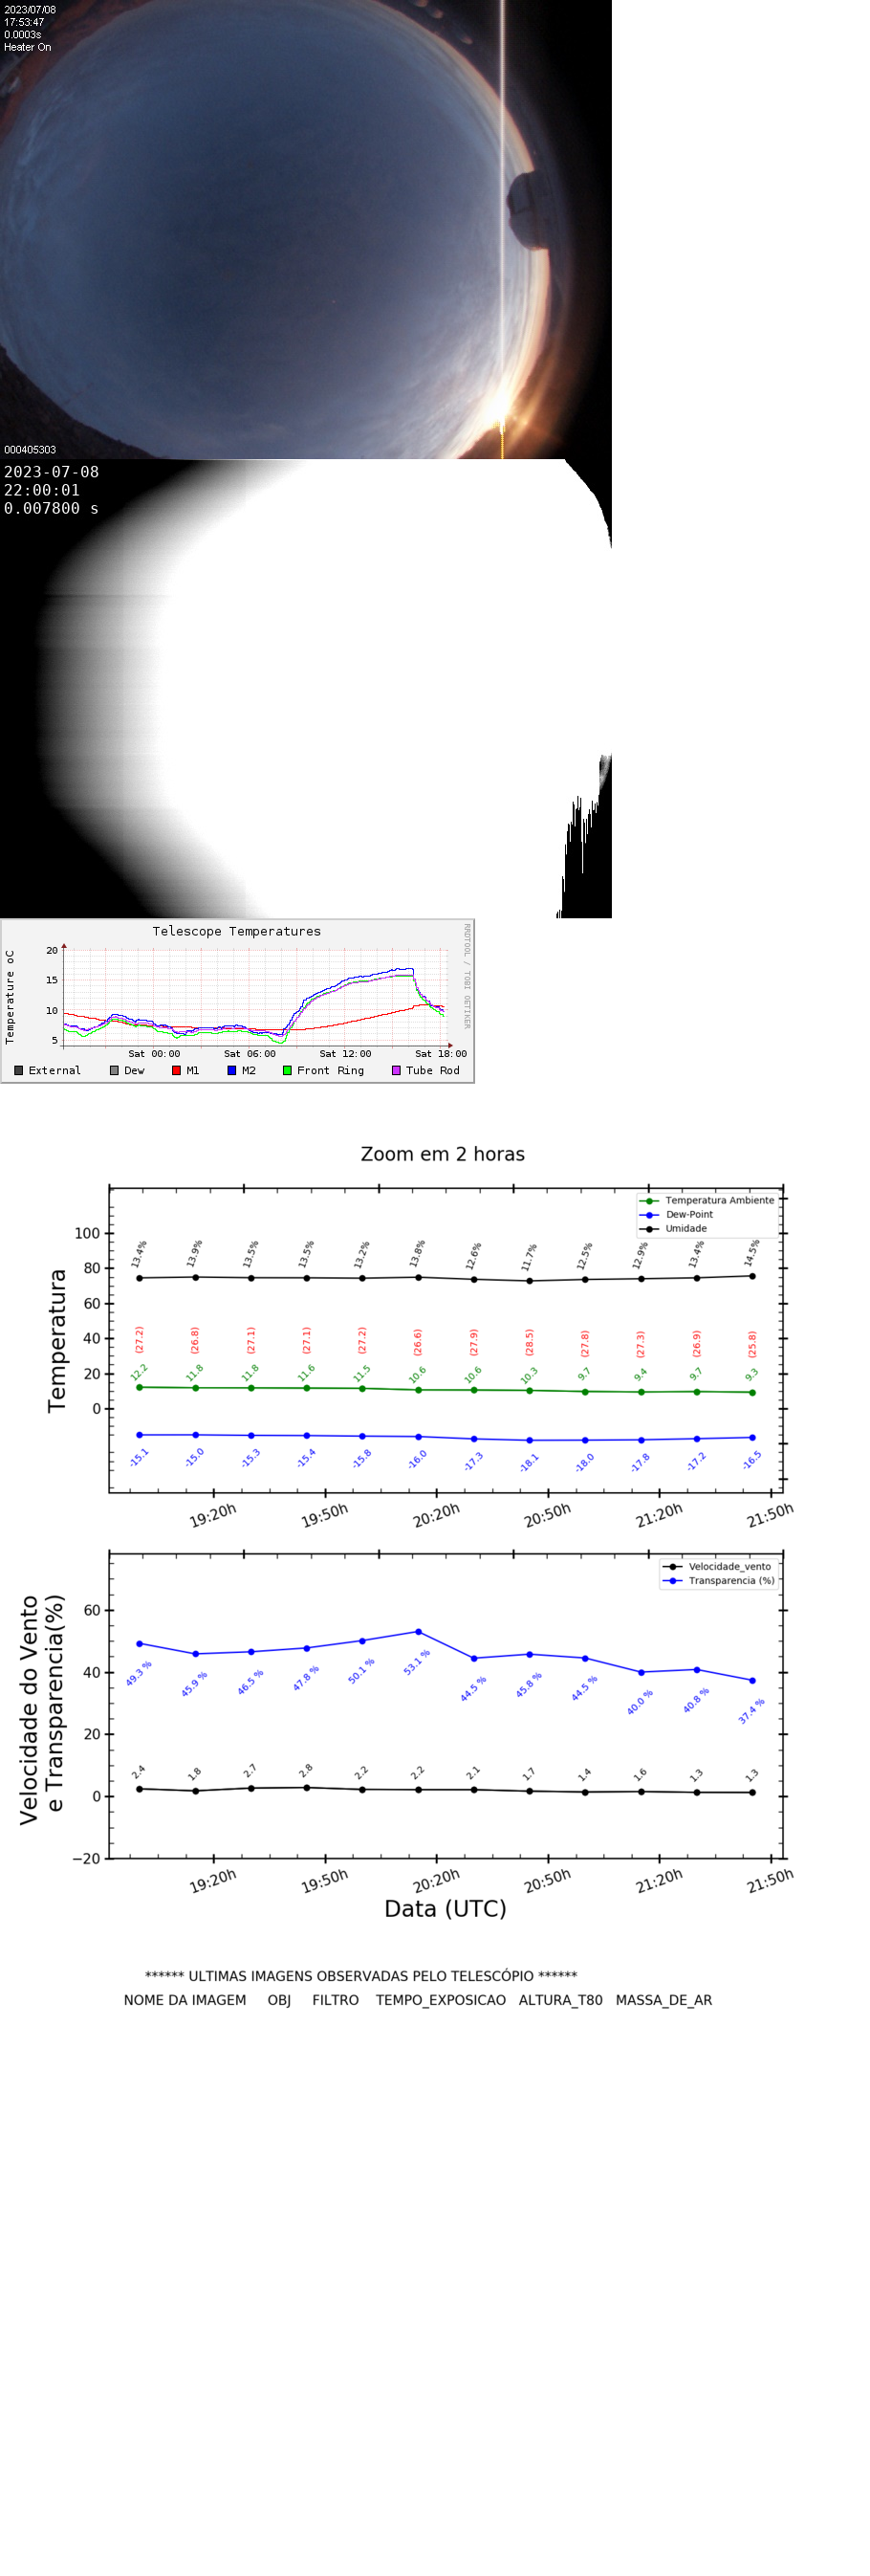 2023/07/08
17:53:47
0.0003s
Heater On
000405303
2023-07-08
22:00:01
0.007800 s
Telescope Temperatures
RRDTOOL / TOBI OETIKER
Temperature oC
20
15
10
5
Sat 00:00 Sat 06:00 Sat 12:00 Sat 18:00
External Dew M1 M2 Front Ring Tube Rod
Zoom em 2 horas
Temperatura Ambiente
Dew-Point
Umidade
Temperatura
100
80
60
40
20
0
13.4% 13.9% 13.5% 13.5% 13.2% 13.8% 12.6% 11.7% 12.5% 12.9% 13.4% 14.5%
(27.2) (26.8) (27.1) (27.1) (27.2) (26.6) (27.9) (28.5) (27.8) (27.3) (26.9) (25.8)
12.2 11.8 11.8 11.6 11.5 10.6 10.6 10.3 9.7 9.4 9.7 9.3
-15.1 -15.0 -15.3 -15.4 -15.8 -16.0 -17.3 -18.1 -18.0 -17.8 -17.2 -16.5
19:20h 19:50h 20:20h 20:50h 21:20h 21:50h
Velocidade_vento
Transparencia (%)
Velocidade do Vento
e Transparencia(%)
60
40
20
0
−20
49.3 % 45.9 % 46.5 % 47.8 % 50.1 % 53.1 % 44.5 % 45.8 % 44.5 % 40.0 % 40.8 % 37.4 %
2.4 1.8 2.7 2.8 2.2 2.2 2.1 1.7 1.4 1.6 1.3 1.3
19:20h 19:50h 20:20h 20:50h 21:20h 21:50h
Data (UTC)
****** ULTIMAS IMAGENS OBSERVADAS PELO TELESCÓPIO ******
NOME DA IMAGEM OBJ FILTRO TEMPO_EXPOSICAO ALTURA_T80 MASSA_DE_AR